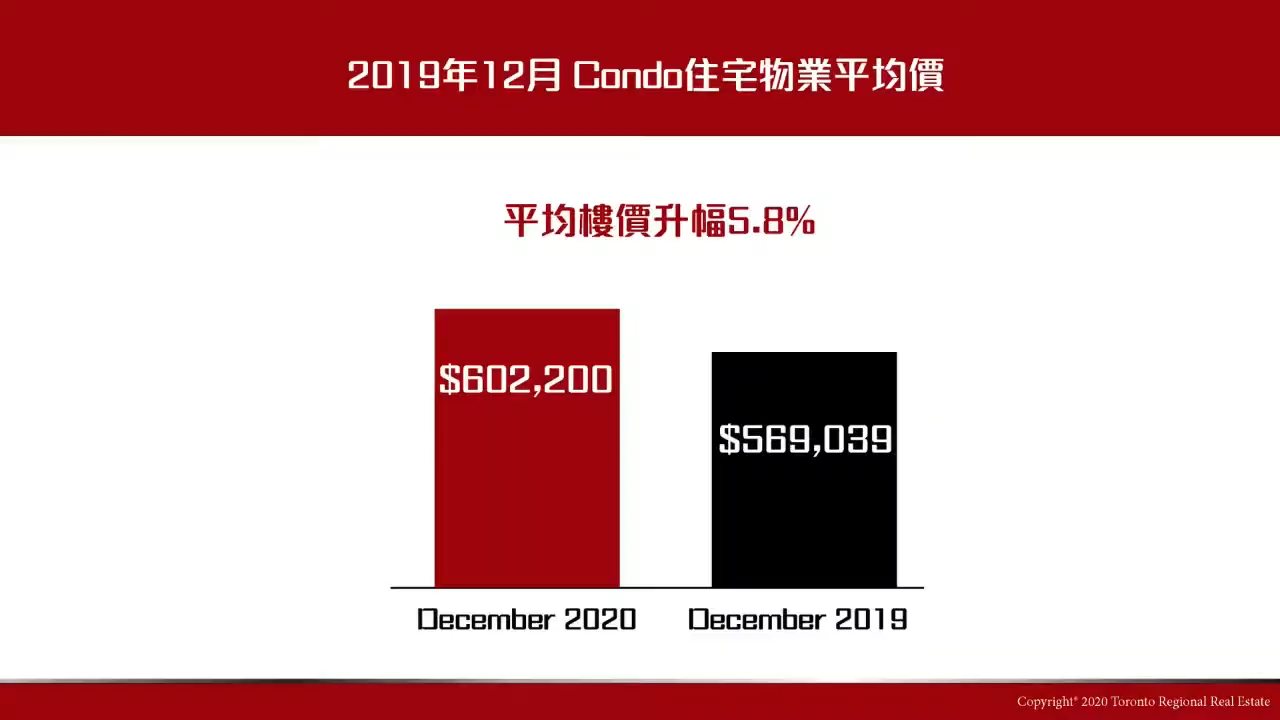 2019年12月 Condo住宅物業平均價
平均樓價升幅5.8%
$602,200
$569,039
December 2020
December 2019
Copyright® 2020 Toronto Regional Real Estate